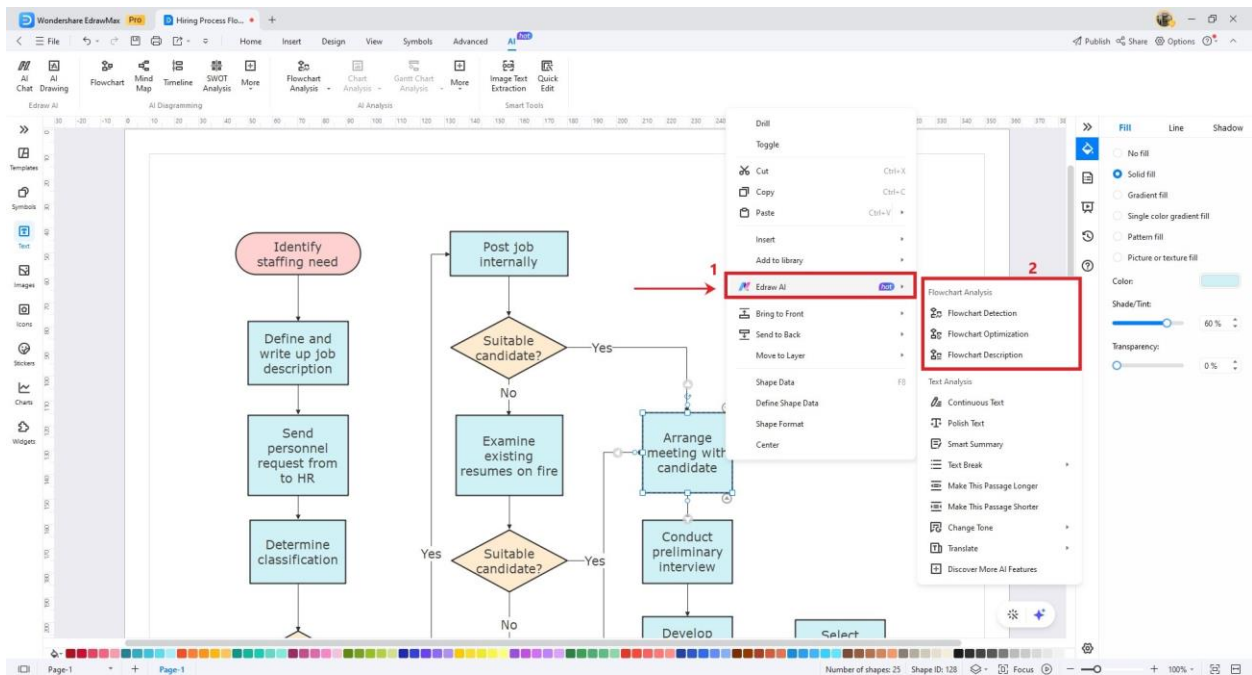 Wondershare EdrawMax Pro
Hiring Process Flo...
File
Home Insert Design View Symbols Advanced AI hot
Publish Share Options
AI Chat
AI Drawing
Edraw AI
Flowchart
Mind Map
Timeline
SWOT Analysis
More
AI Diagramming
Flowchart Analysis
Chart Analysis
Gantt Chart Analysis
More
AI Analysis
Image Text Extraction
Quick Edit
Smart Tools
Templates
Symbols
Text
Images
Icons
Stickers
Charts
Widgets
Identify
staffing need
Define and
write up job
description
Send
personnel
request from
to HR
Determine
classification
Post job
internally
Suitable
candidate?
Yes
No
Examine
existing
resumes on fire
Suitable
candidate?
Yes
Yes
No
Arrange
meeting with
candidate
Conduct
preliminary
interview
Develop
Select
Drill
Toggle
Cut Ctrl+X
Copy Ctrl+C
Paste Ctrl+V
Insert
Add to library
1
Edraw AI hot
Bring to Front
Send to Back
Move to Layer
Shape Data F8
Define Shape Data
Shape Format
Center
2
Flowchart Analysis
Flowchart Detection
Flowchart Optimization
Flowchart Description
Text Analysis
Continuous Text
Polish Text
Smart Summary
Text Break
Make This Passage Longer
Make This Passage Shorter
Change Tone
Translate
Discover More AI Features
Fill Line Shadow
No fill
Solid fill
Gradient fill
Single color gradient fill
Pattern fill
Picture or texture fill
Color:
Shade/Tint:
60 %
Transparency:
0 %
Page-1
Page-1
Number of shapes: 25 Shape ID: 128 Focus 100%